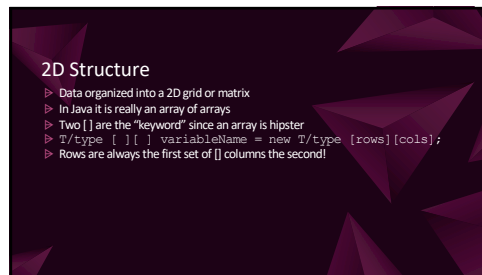 2D Structure
Data organized into a 2D grid or matrix
In Java it is really an array of arrays
Two [ ] are the “keyword” since an array is hipster
T/type [ ][ ] variableName = new T/type [rows][cols];
Rows are always the first set of [] columns the second!